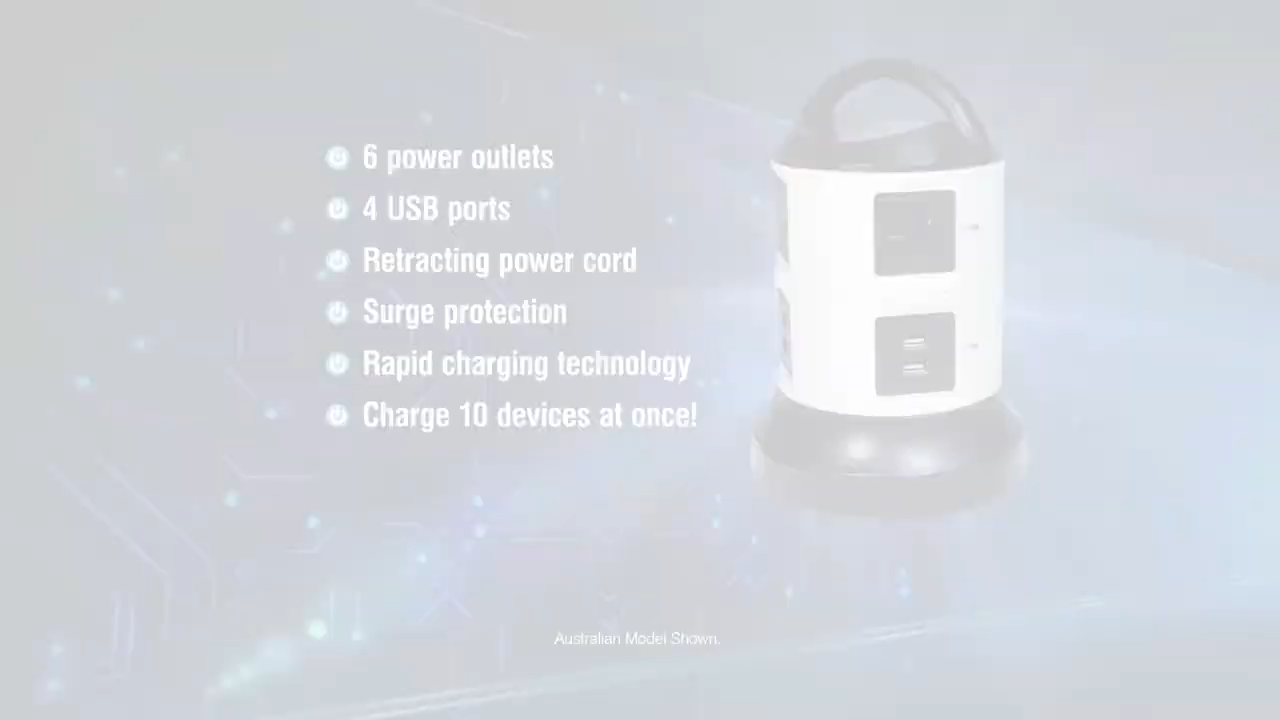 6 power outlets
4 USB ports
Retracting power cord
Surge protection
Rapid charging technology
Charge 10 devices at once!
Australian Model Shown.